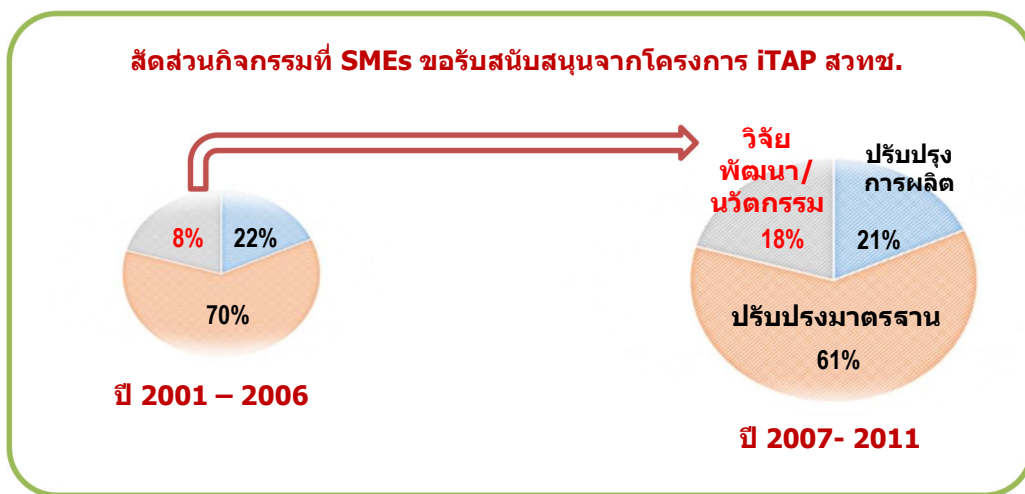 สัดส่วนกิจกรรมที่ SMEs ขอรับสนับสนุนจากโครงการ iTAP สวทช.
8%
22%
70%
ปี 2001 – 2006
วิจัย
พัฒนา/
นวัตกรรม
18%
ปรับปรุง
การผลิต
21%
ปรับปรุงมาตรฐาน
61%
ปี 2007- 2011